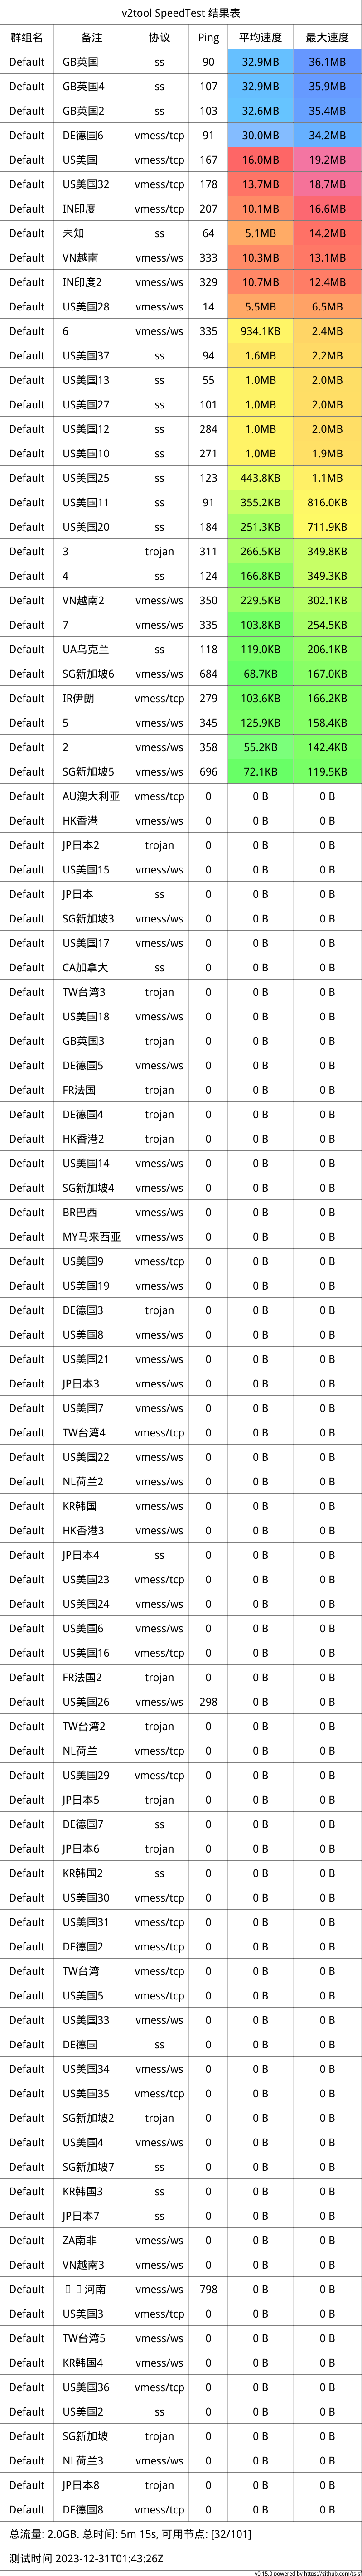 v2tool SpeedTest 结果表
群组名 备注 协议 Ping 平均速度 最大速度
Default GB英国 ss 90 32.9MB 36.1MB
Default GB英国4 ss 107 32.9MB 35.9MB
Default GB英国2 ss 103 32.6MB 35.4MB
Default DE德国6 vmess/tcp 91 30.0MB 34.2MB
Default US美国 vmess/tcp 167 16.0MB 19.2MB
Default US美国32 vmess/tcp 178 13.7MB 18.7MB
Default IN印度 vmess/tcp 207 10.1MB 16.6MB
Default 未知 ss 64 5.1MB 14.2MB
Default VN越南 vmess/ws 333 10.3MB 13.1MB
Default IN印度2 vmess/ws 329 10.7MB 12.4MB
Default US美国28 vmess/ws 14 5.5MB 6.5MB
Default 6 vmess/ws 335 934.1KB 2.4MB
Default US美国37 ss 94 1.6MB 2.2MB
Default US美国13 ss 55 1.0MB 2.0MB
Default US美国27 ss 101 1.0MB 2.0MB
Default US美国12 ss 284 1.0MB 2.0MB
Default US美国10 ss 271 1.0MB 1.9MB
Default US美国25 ss 123 443.8KB 1.1MB
Default US美国11 ss 91 355.2KB 816.0KB
Default US美国20 ss 184 251.3KB 711.9KB
Default 3 trojan 311 266.5KB 349.8KB
Default 4 ss 124 166.8KB 349.3KB
Default VN越南2 vmess/ws 350 229.5KB 302.1KB
Default 7 vmess/ws 335 103.8KB 254.5KB
Default UA乌克兰 ss 118 119.0KB 206.1KB
Default SG新加坡6 vmess/ws 684 68.7KB 167.0KB
Default IR伊朗 vmess/tcp 279 103.6KB 166.2KB
Default 5 vmess/ws 345 125.9KB 158.4KB
Default 2 vmess/ws 358 55.2KB 142.4KB
Default SG新加坡5 vmess/ws 696 72.1KB 119.5KB
Default AU澳大利亚 vmess/tcp 0 0 B 0 B
Default HK香港 vmess/ws 0 0 B 0 B
Default JP日本2 trojan 0 0 B 0 B
Default US美国15 vmess/ws 0 0 B 0 B
Default JP日本 ss 0 0 B 0 B
Default SG新加坡3 vmess/ws 0 0 B 0 B
Default US美国17 vmess/ws 0 0 B 0 B
Default CA加拿大 ss 0 0 B 0 B
Default TW台湾3 trojan 0 0 B 0 B
Default US美国18 vmess/ws 0 0 B 0 B
Default GB英国3 trojan 0 0 B 0 B
Default DE德国5 vmess/ws 0 0 B 0 B
Default FR法国 trojan 0 0 B 0 B
Default DE德国4 trojan 0 0 B 0 B
Default HK香港2 trojan 0 0 B 0 B
Default US美国14 vmess/ws 0 0 B 0 B
Default SG新加坡4 vmess/ws 0 0 B 0 B
Default BR巴西 vmess/ws 0 0 B 0 B
Default MY马来西亚 vmess/ws 0 0 B 0 B
Default US美国9 vmess/tcp 0 0 B 0 B
Default US美国19 vmess/ws 0 0 B 0 B
Default DE德国3 trojan 0 0 B 0 B
Default US美国8 vmess/ws 0 0 B 0 B
Default US美国21 vmess/ws 0 0 B 0 B
Default JP日本3 vmess/ws 0 0 B 0 B
Default US美国7 vmess/ws 0 0 B 0 B
Default TW台湾4 vmess/tcp 0 0 B 0 B
Default US美国22 vmess/ws 0 0 B 0 B
Default NL荷兰2 vmess/ws 0 0 B 0 B
Default KR韩国 vmess/ws 0 0 B 0 B
Default HK香港3 vmess/ws 0 0 B 0 B
Default JP日本4 ss 0 0 B 0 B
Default US美国23 vmess/tcp 0 0 B 0 B
Default US美国24 vmess/ws 0 0 B 0 B
Default US美国6 vmess/ws 0 0 B 0 B
Default US美国16 vmess/tcp 0 0 B 0 B
Default FR法国2 trojan 0 0 B 0 B
Default US美国26 vmess/ws 298 0 B 0 B
Default TW台湾2 trojan 0 0 B 0 B
Default NL荷兰 vmess/tcp 0 0 B 0 B
Default US美国29 vmess/tcp 0 0 B 0 B
Default JP日本5 trojan 0 0 B 0 B
Default DE德国7 ss 0 0 B 0 B
Default JP日本6 trojan 0 0 B 0 B
Default KR韩国2 ss 0 0 B 0 B
Default US美国30 vmess/tcp 0 0 B 0 B
Default US美国31 vmess/tcp 0 0 B 0 B
Default DE德国2 vmess/tcp 0 0 B 0 B
Default TW台湾 vmess/tcp 0 0 B 0 B
Default US美国5 vmess/tcp 0 0 B 0 B
Default US美国33 vmess/ws 0 0 B 0 B
Default DE德国 ss 0 0 B 0 B
Default US美国34 vmess/ws 0 0 B 0 B
Default US美国35 vmess/tcp 0 0 B 0 B
Default SG新加坡2 trojan 0 0 B 0 B
Default US美国4 vmess/ws 0 0 B 0 B
Default SG新加坡7 ss 0 0 B 0 B
Default KR韩国3 ss 0 0 B 0 B
Default JP日本7 ss 0 0 B 0 B
Default ZA南非 vmess/ws 0 0 B 0 B
Default VN越南3 vmess/ws 0 0 B 0 B
Default 河南 vmess/ws 798 0 B 0 B
Default US美国3 vmess/tcp 0 0 B 0 B
Default TW台湾5 vmess/ws 0 0 B 0 B
Default KR韩国4 vmess/ws 0 0 B 0 B
Default US美国36 vmess/tcp 0 0 B 0 B
Default US美国2 ss 0 0 B 0 B
Default SG新加坡 trojan 0 0 B 0 B
Default NL荷兰3 vmess/ws 0 0 B 0 B
Default JP日本8 trojan 0 0 B 0 B
Default DE德国8 vmess/tcp 0 0 B 0 B
总流量: 2.0GB. 总时间: 5m 15s, 可用节点: [32/101]
测试时间 2023-12-31T01:43:26Z
v0.15.0 powered by https://github.com/ts-sf